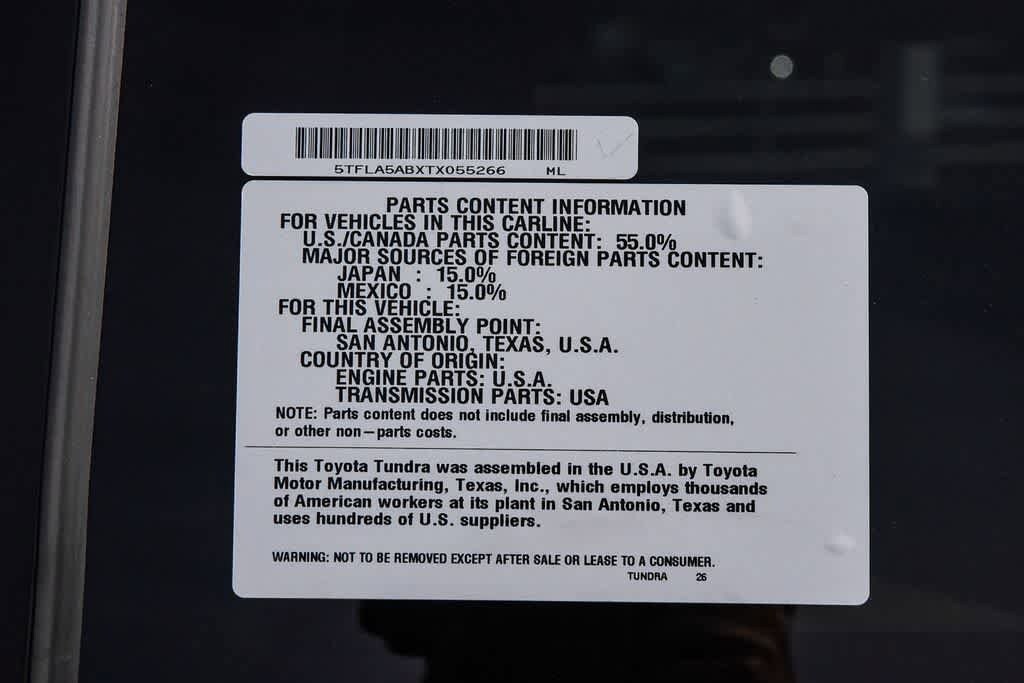 5TFLA5ABXTX055266 ML
PARTS CONTENT INFORMATION
FOR VEHICLES IN THIS CARLINE:
U.S./CANADA PARTS CONTENT: 55.0%
MAJOR SOURCES OF FOREIGN PARTS CONTENT:
JAPAN : 15.0%
MEXICO : 15.0%
FOR THIS VEHICLE:
FINAL ASSEMBLY POINT:
SAN ANTONIO, TEXAS, U.S.A.
COUNTRY OF ORIGIN:
ENGINE PARTS: U.S.A.
TRANSMISSION PARTS: USA
NOTE: Parts content does not include final assembly, distribution,
or other non—parts costs.
This Toyota Tundra was assembled in the U.S.A. by Toyota
Motor Manufacturing, Texas, Inc., which employs thousands
of American workers at its plant in San Antonio, Texas and
uses hundreds of U.S. suppliers.
WARNING: NOT TO BE REMOVED EXCEPT AFTER SALE OR LEASE TO A CONSUMER.
TUNDRA 26